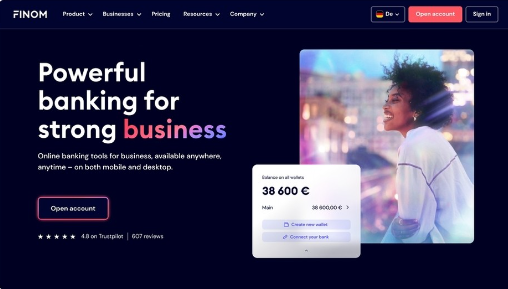 FINOM
Product
Businesses
Pricing
Resources
Company
De
Open account
Sign in
Powerful
banking for
strong business
Online banking tools for business, available anywhere,
anytime – on both mobile and desktop.
Open account
4.8 on Trustpilot | 607 reviews
Balance on all wallets
38 600 €
Main 38 600,00 €
Create new wallet
Connect your bank